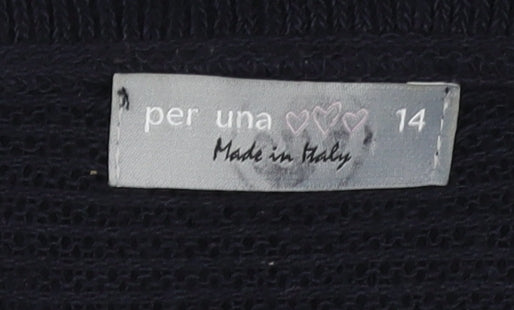 per una 14
Made in Italy